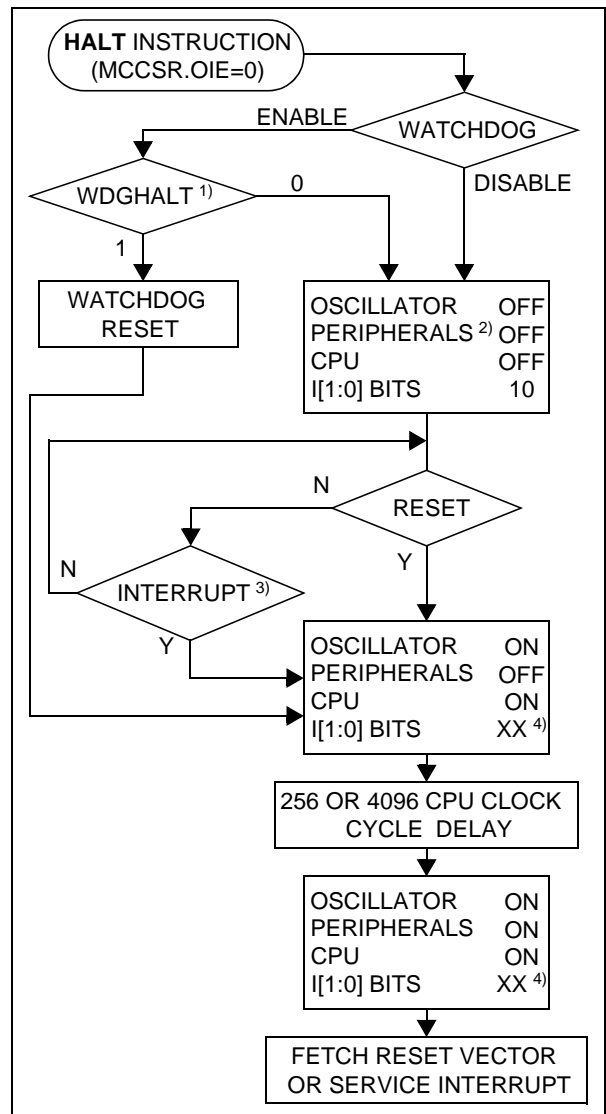 HALT INSTRUCTION
(MCCSR.OIE=0)
ENABLE
WATCHDOG
WDGHALT 1)
0
DISABLE
1
WATCHDOG
RESET
OSCILLATOR OFF
PERIPHERALS 2) OFF
CPU OFF
I[1:0] BITS 10
N
RESET
N
INTERRUPT 3)
Y
Y
OSCILLATOR ON
PERIPHERALS OFF
CPU ON
I[1:0] BITS XX 4)
256 OR 4096 CPU CLOCK
CYCLE DELAY
OSCILLATOR ON
PERIPHERALS ON
CPU ON
I[1:0] BITS XX 4)
FETCH RESET VECTOR
OR SERVICE INTERRUPT